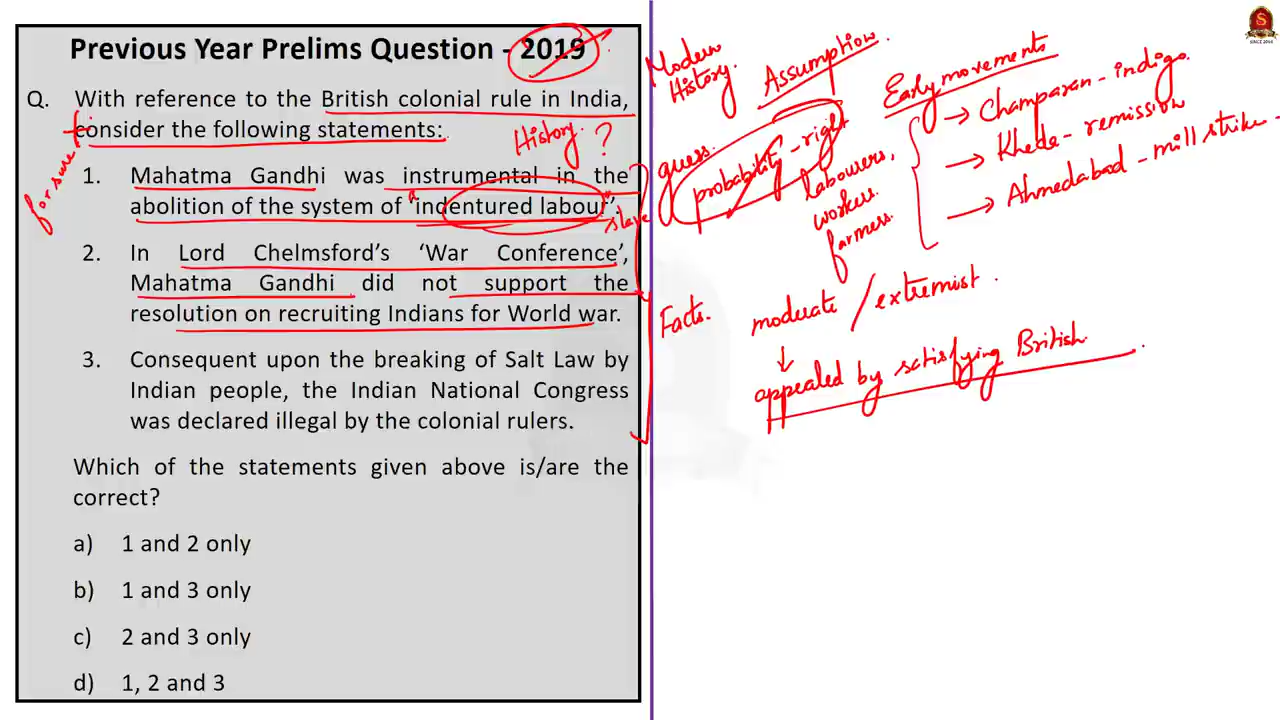 Previous Year Prelims Question - 2019
Q. With reference to the British colonial rule in India,
consider the following statements:
History ?
for sure
1. Mahatma Gandhi was instrumental in the
abolition of the system of "indentured labour".
slave
2. In Lord Chelmsford's 'War Conference',
Mahatma Gandhi did not support the
resolution on recruiting Indians for World war.
3. Consequent upon the breaking of Salt Law by
Indian people, the Indian National Congress
was declared illegal by the colonial rulers.
Which of the statements given above is/are the
correct?
a) 1 and 2 only
b) 1 and 3 only
c) 2 and 3 only
d) 1, 2 and 3
Modern
History.
Assumption.
guess.
probability - right
labourers,
workers.
farmers.
Early movements
→ Champaran - indigo.
→ Kheda - remission
→ Ahmedabad - mill strike -
Facts.
moderate / extremist.
↓
appealed by satisfying British.
S
SINCE 2004